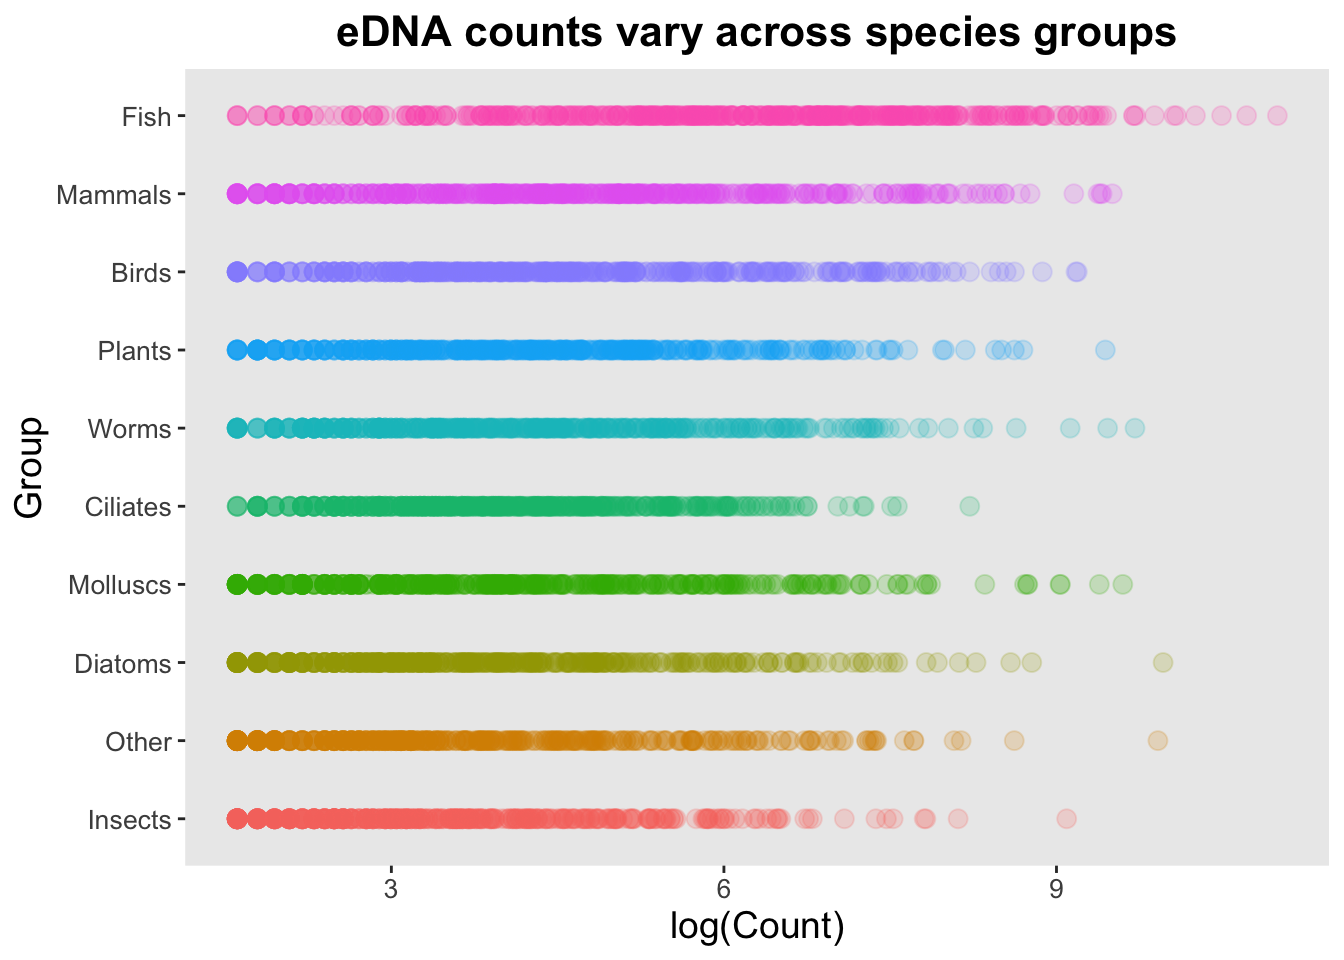 eDNA counts vary across species groups
Group
Fish
Mammals
Birds
Plants
Worms
Ciliates
Molluscs
Diatoms
Other
Insects
3 6 9
log(Count)